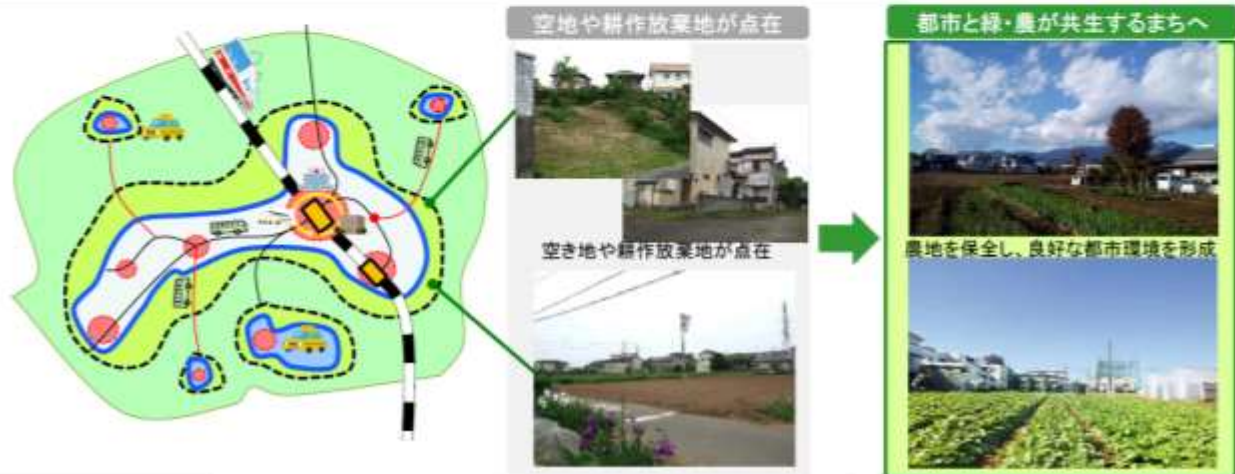 空地や耕作放棄地が点在
都市と緑・農が共生するまちへ
空き地や耕作放棄地が点在
農地を保全し、良好な都市環境を形成